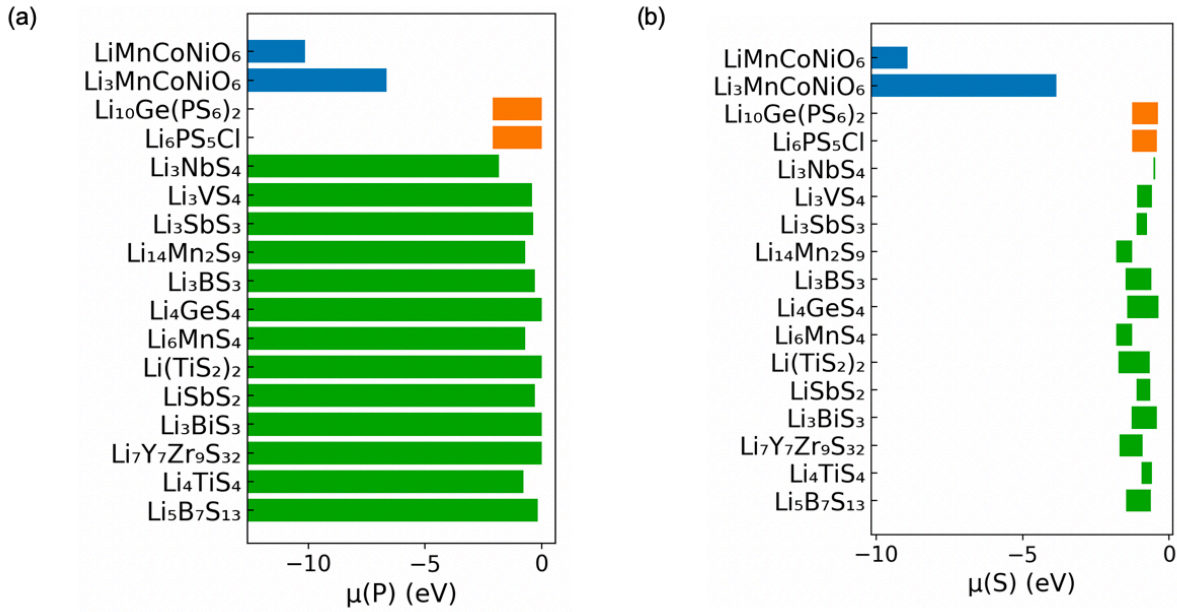 (a)
LiMnCoNiO₆
Li₃MnCoNiO₆
Li₁₀Ge(PS₆)₂
Li₆PS₅Cl
Li₃NbS₄
Li₃VS₄
Li₃SbS₃
Li₁₄Mn₂S₉
Li₃BS₃
Li₄GeS₄
Li₆MnS₄
Li(TiS₂)₂
LiSbS₂
Li₃BiS₃
Li₇Y₇Zr₉S₃₂
Li₄TiS₄
Li₅B₇S₁₃
−10 −5 0
μ(P) (eV)
(b)
LiMnCoNiO₆
Li₃MnCoNiO₆
Li₁₀Ge(PS₆)₂
Li₆PS₅Cl
Li₃NbS₄
Li₃VS₄
Li₃SbS₃
Li₁₄Mn₂S₉
Li₃BS₃
Li₄GeS₄
Li₆MnS₄
Li(TiS₂)₂
LiSbS₂
Li₃BiS₃
Li₇Y₇Zr₉S₃₂
Li₄TiS₄
Li₅B₇S₁₃
−10 −5 0
μ(S) (eV)